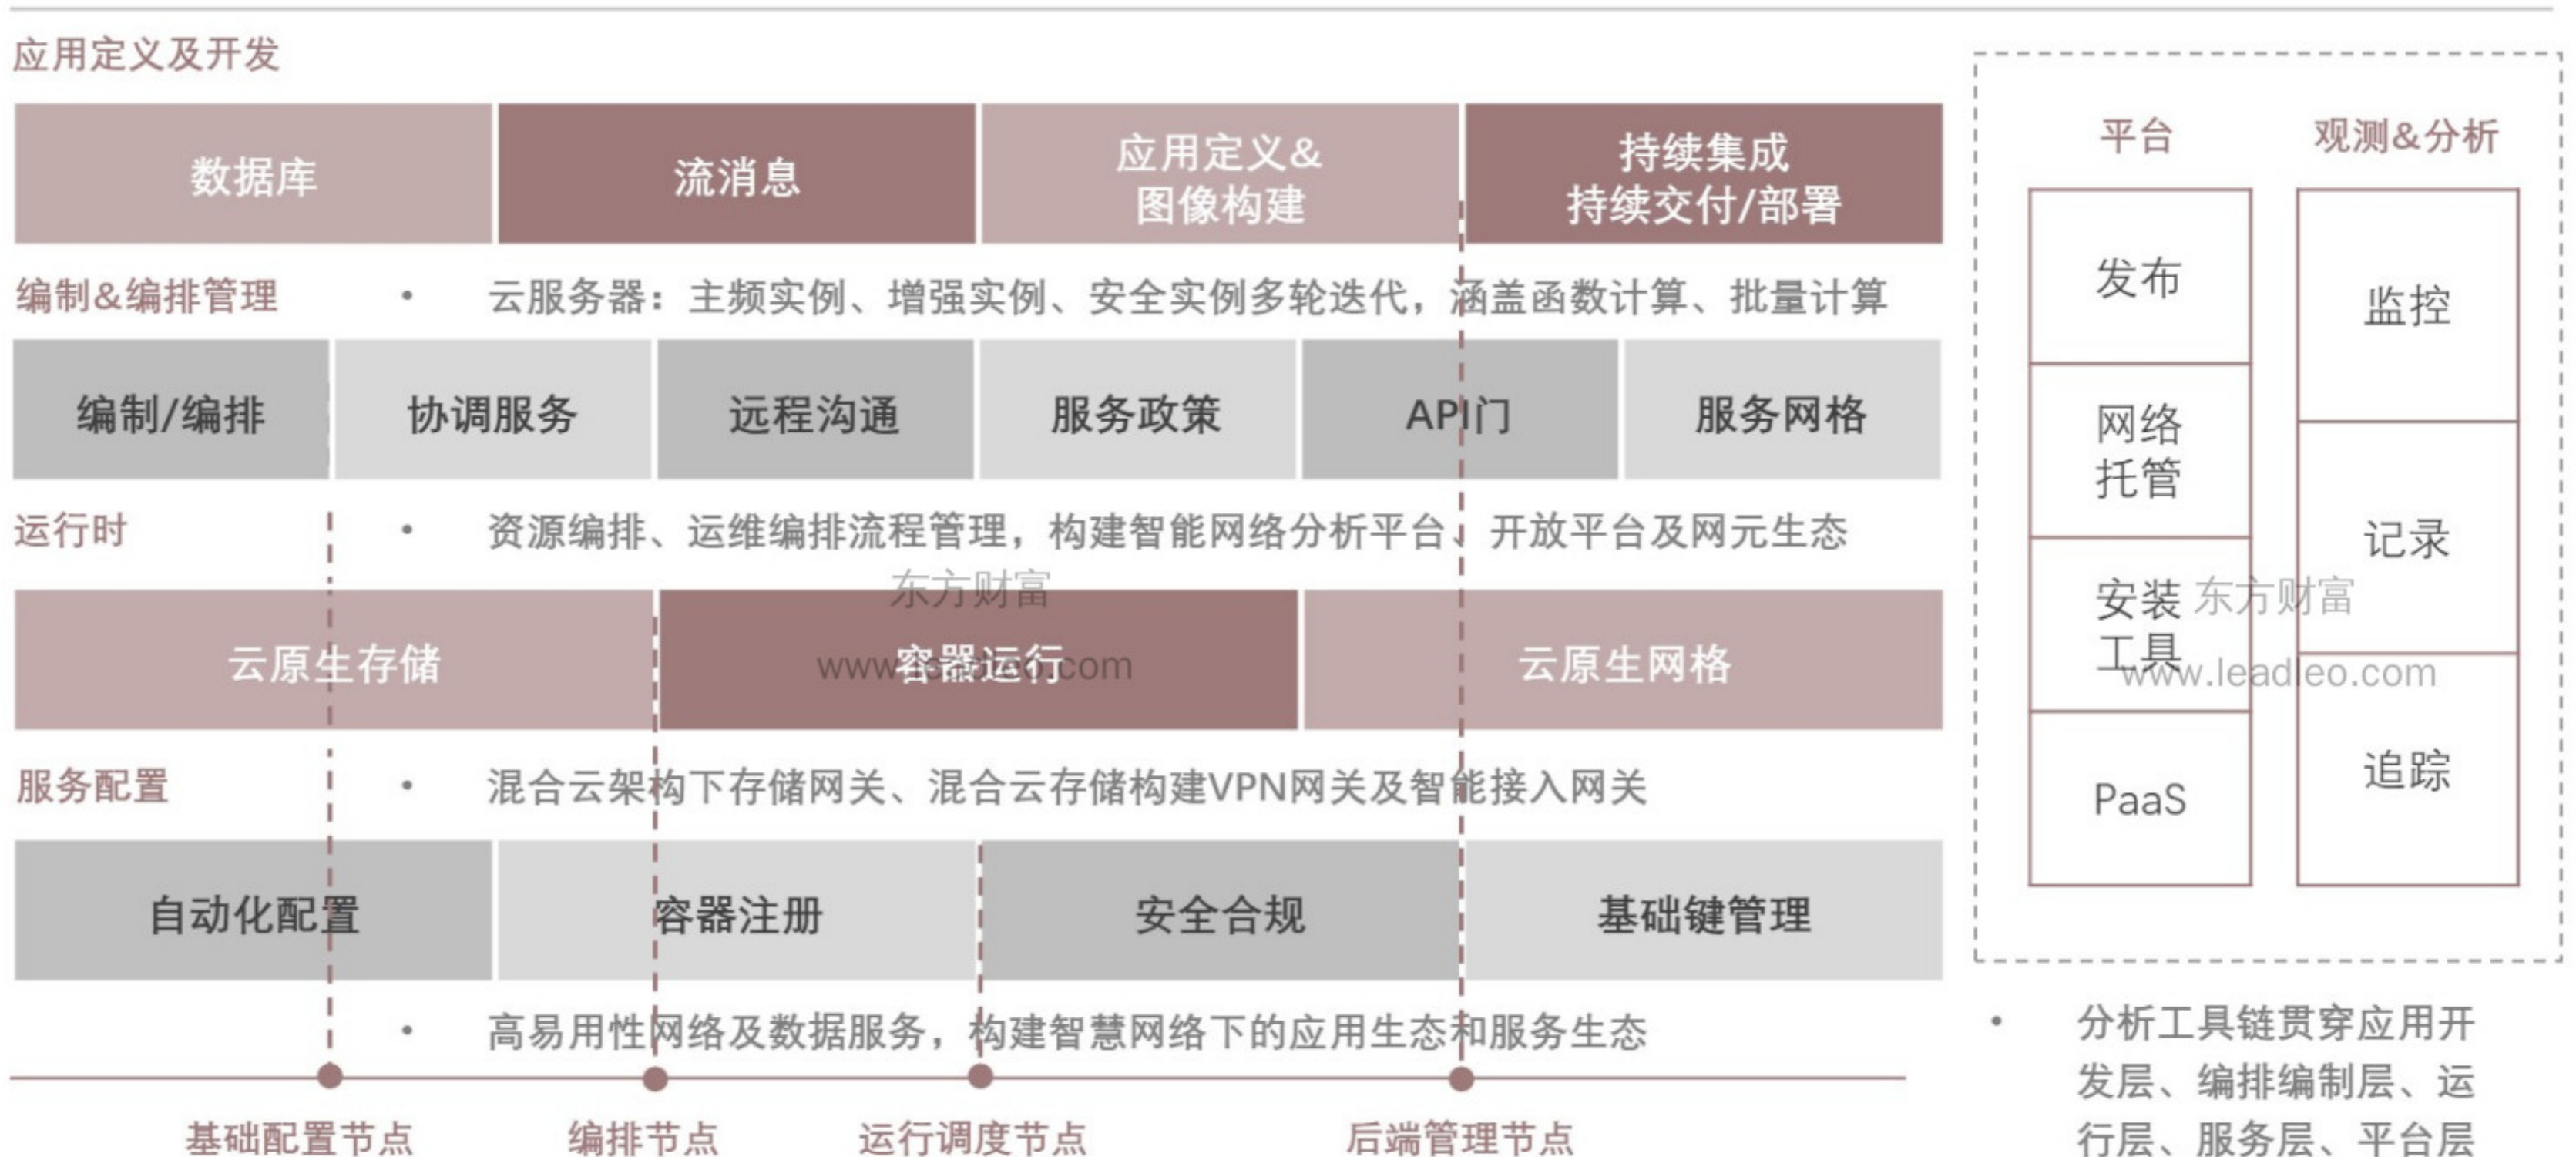 应用定义及开发
数据库
流消息
应用定义&
图像构建
持续集成
持续交付/部署
编制&编排管理
• 云服务器：主频实例、增强实例、安全实例多轮迭代，涵盖函数计算、批量计算
编制/编排
协调服务
远程沟通
服务政策
API门
服务网格
运行时
• 资源编排、运维编排流程管理，构建智能网络分析平台、开放平台及网元生态
东方财富
云原生存储
容器运行
www.leadleo.com
云原生网格
服务配置
• 混合云架构下存储网关、混合云存储构建VPN网关及智能接入网关
自动化配置
容器注册
安全合规
基础键管理
• 高易用性网络及数据服务，构建智慧网络下的应用生态和服务生态
基础配置节点
编排节点
运行调度节点
后端管理节点
平台
发布
网络
托管
安装
工具
PaaS
观测&分析
监控
记录
追踪
东方财富
www.leadleo.com
• 分析工具链贯穿应用开
发层、编排编制层、运
行层、服务层、平台层